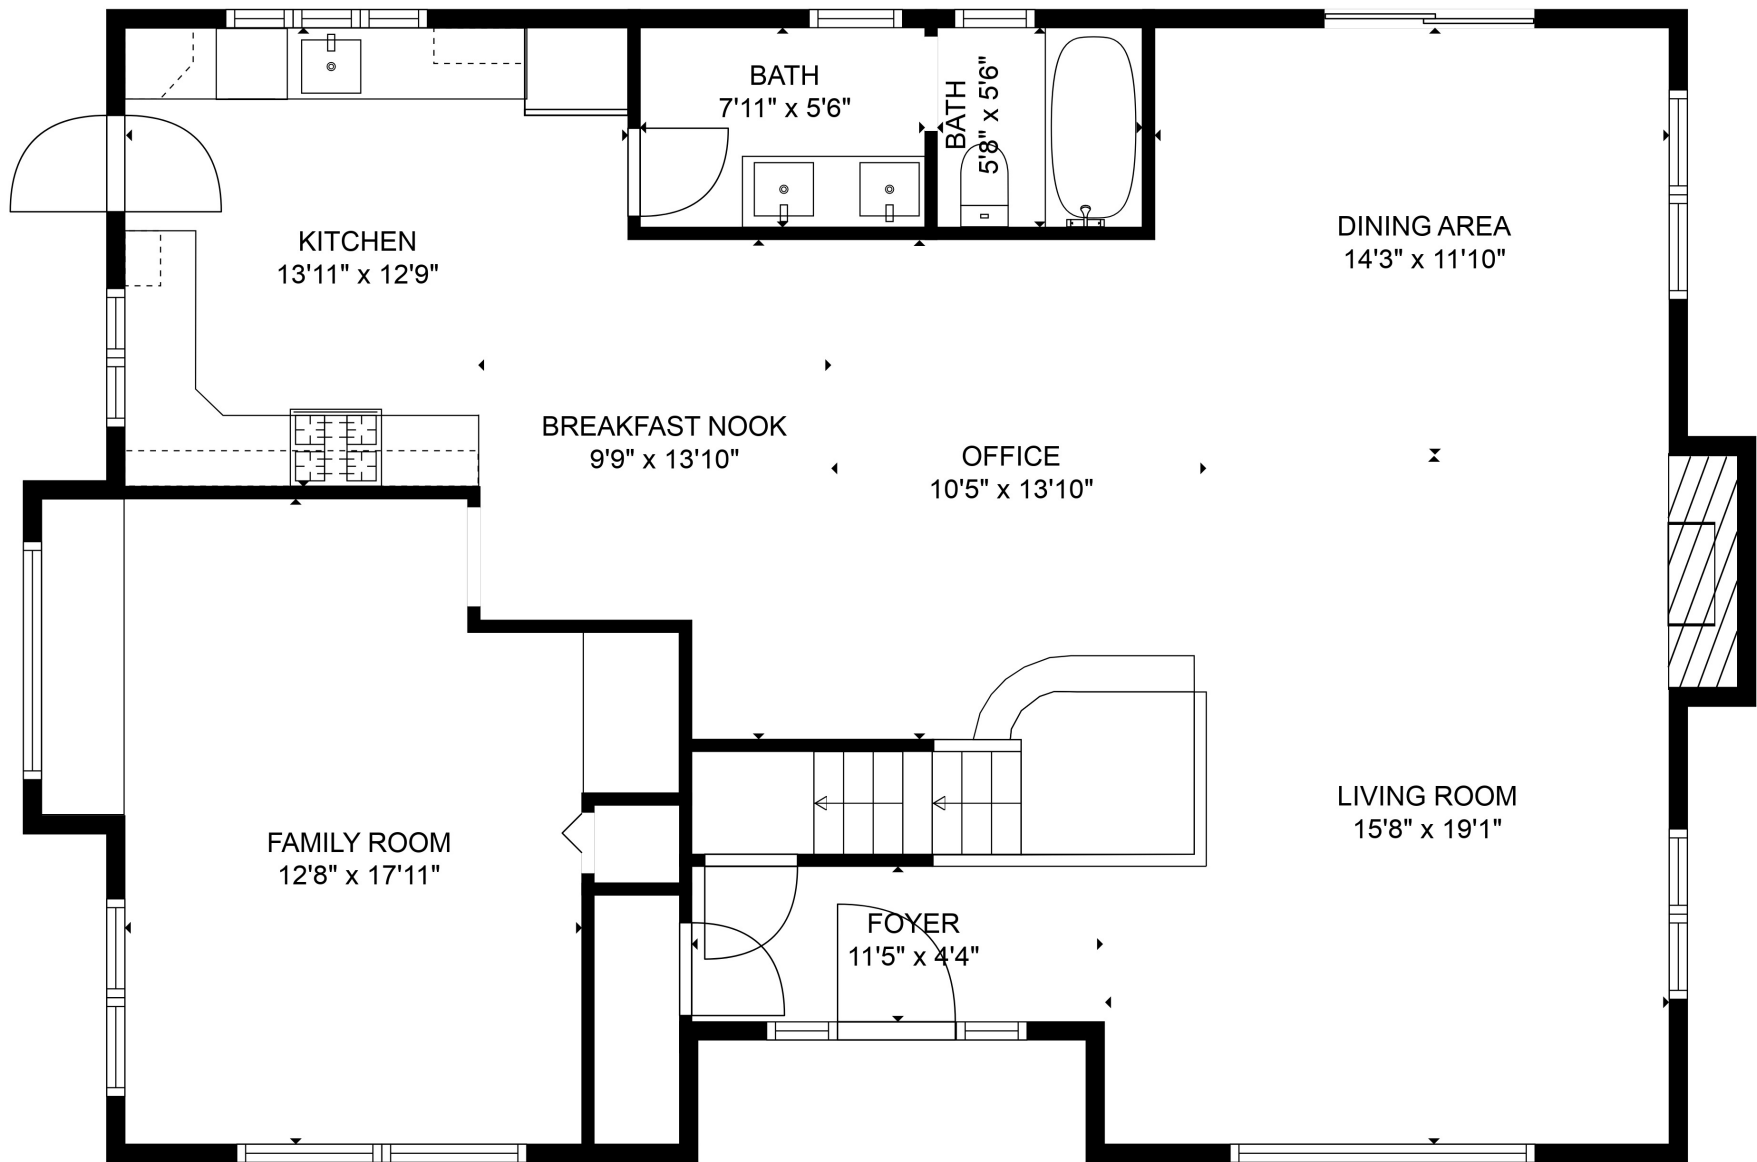 BATH
7'11" x 5'6"
BATH
5'8" x 5'6"
KITCHEN
13'11" x 12'9"
DINING AREA
14'3" x 11'10"
BREAKFAST NOOK
9'9" x 13'10"
OFFICE
10'5" x 13'10"
LIVING ROOM
15'8" x 19'1"
FAMILY ROOM
12'8" x 17'11"
FOYER
11'5" x 4'4"